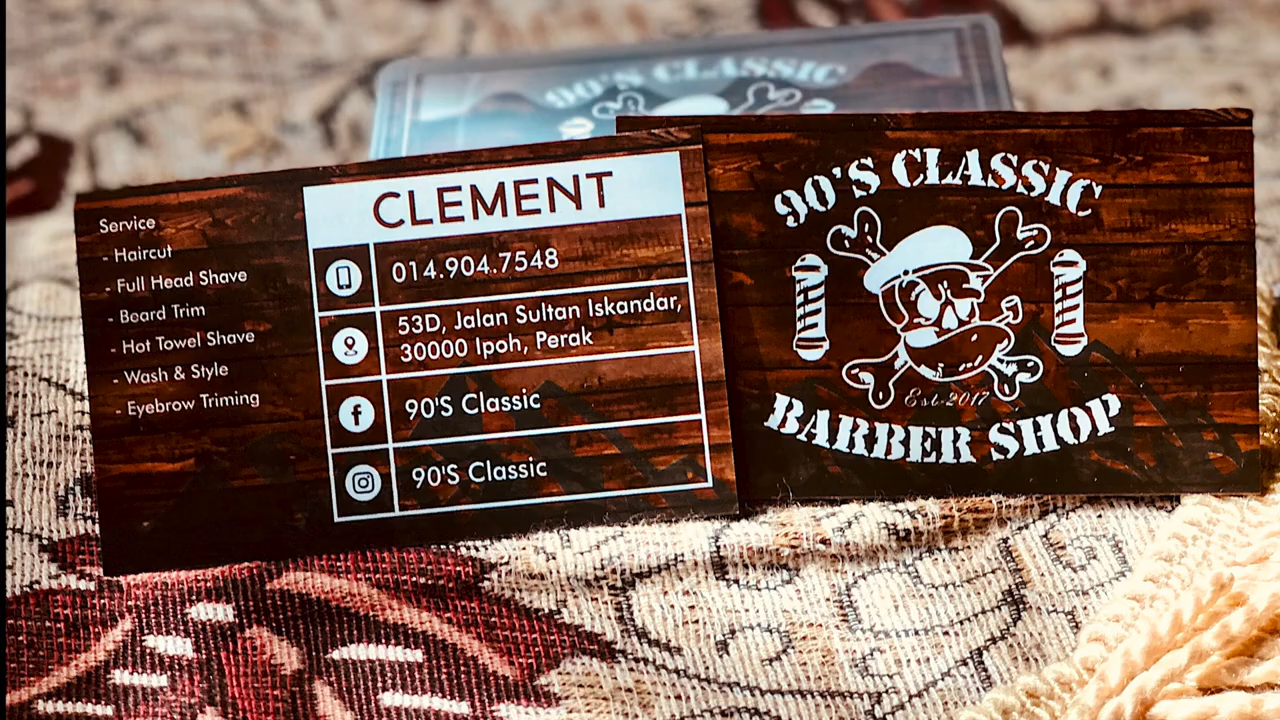 90'S CLASSIC
Service
- Haircut
- Full Head Shave
- Beard Trim
- Hot Towel Shave
- Wash & Style
- Eyebrow Triming
CLEMENT
014.904.7548
53D, Jalan Sultan Iskandar,
30000 Ipoh, Perak
90'S Classic
90'S Classic
90'S CLASSIC
Est 2017
BARBER SHOP